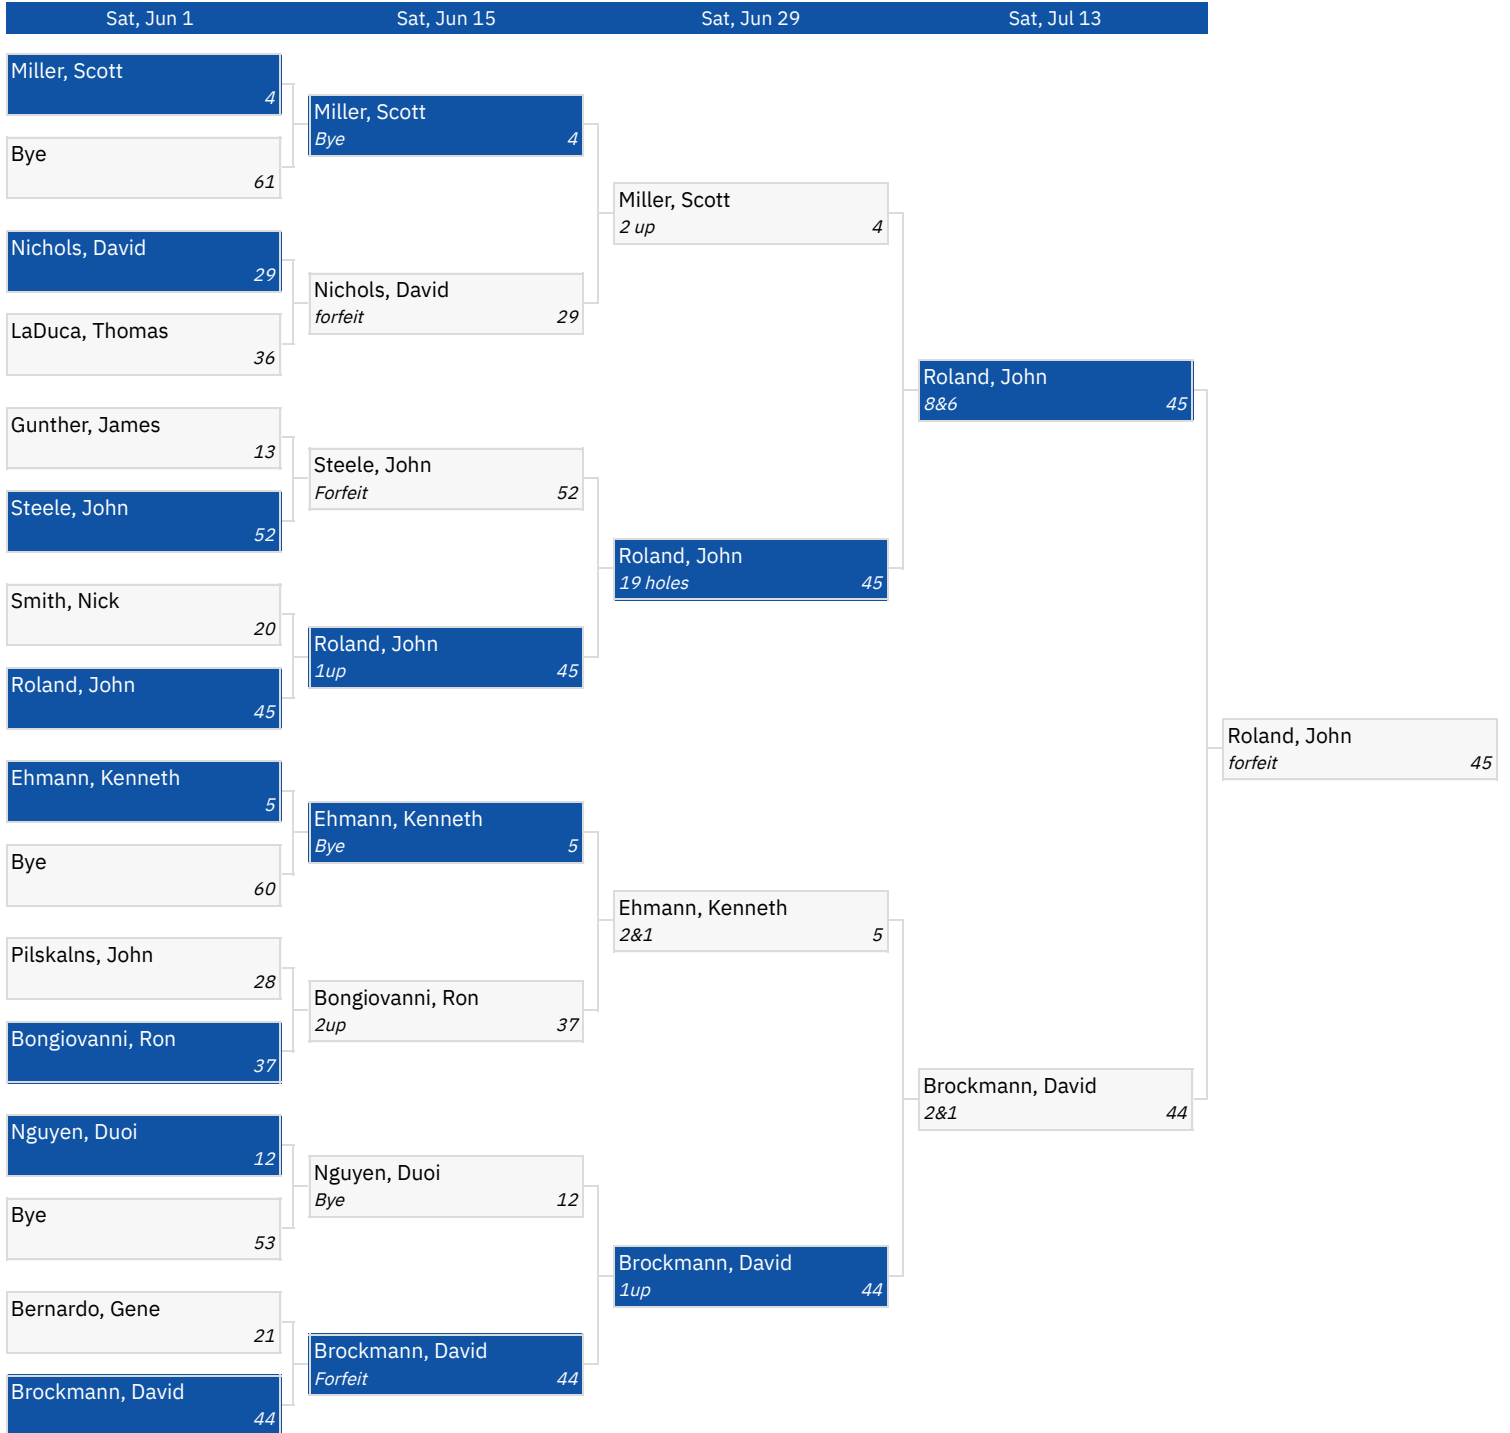 Sat, Jun 1
Sat, Jun 15
Sat, Jun 29
Sat, Jul 13
Miller, Scott
4
Bye
61
Nichols, David
29
LaDuca, Thomas
36
Gunther, James
13
Steele, John
52
Smith, Nick
20
Roland, John
45
Ehmann, Kenneth
5
Bye
60
Pilskalns, John
28
Bongiovanni, Ron
37
Nguyen, Duoi
12
Bye
53
Bernardo, Gene
21
Brockmann, David
44
Miller, Scott
Bye 4
Nichols, David
forfeit 29
Steele, John
Forfeit 52
Roland, John
1up 45
Ehmann, Kenneth
Bye 5
Bongiovanni, Ron
2up 37
Nguyen, Duoi
Bye 12
Brockmann, David
Forfeit 44
Miller, Scott
2 up 4
Roland, John
19 holes 45
Ehmann, Kenneth
2&1 5
Brockmann, David
1up 44
Roland, John
8&6 45
Brockmann, David
2&1 44
Roland, John
forfeit 45